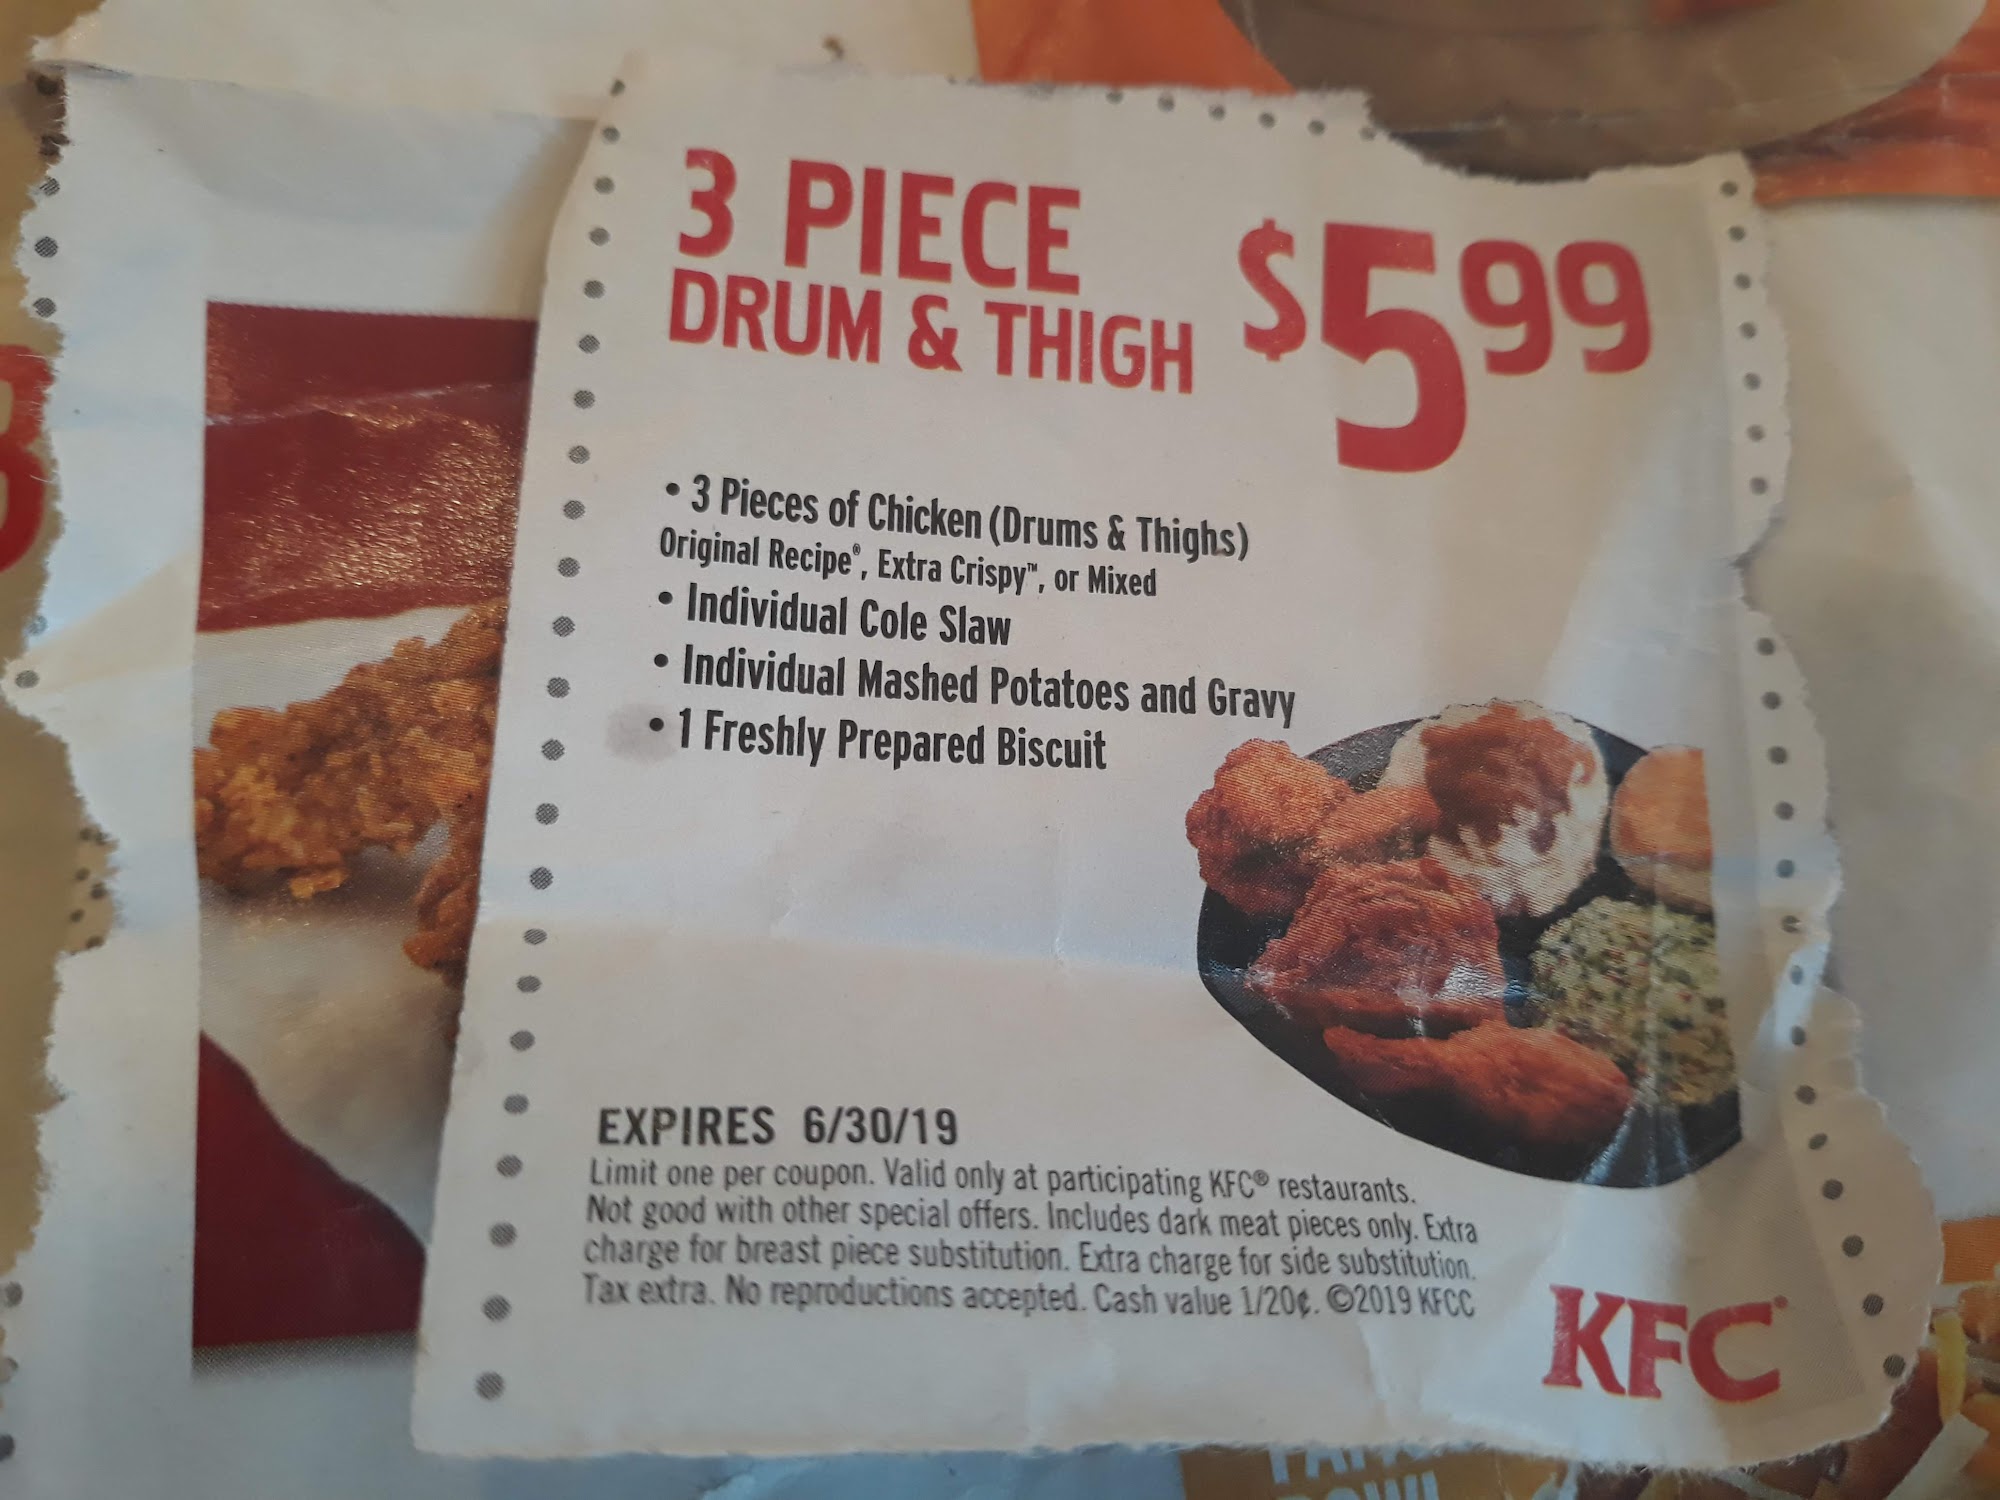 3 PIECE
DRUM & THIGH
$5.99
• 3 Pieces of Chicken (Drums & Thighs)
Original Recipe®, Extra Crispy™, or Mixed
• Individual Cole Slaw
• Individual Mashed Potatoes and Gravy
• 1 Freshly Prepared Biscuit
EXPIRES 6/30/19
Limit one per coupon. Valid only at participating KFC® restaurants.
Not good with other special offers. Includes dark meat pieces only. Extra
charge for breast piece substitution. Extra charge for side substitution.
Tax extra. No reproductions accepted. Cash value 1/20¢. ©2019 KFCC
KFC®
BOWL